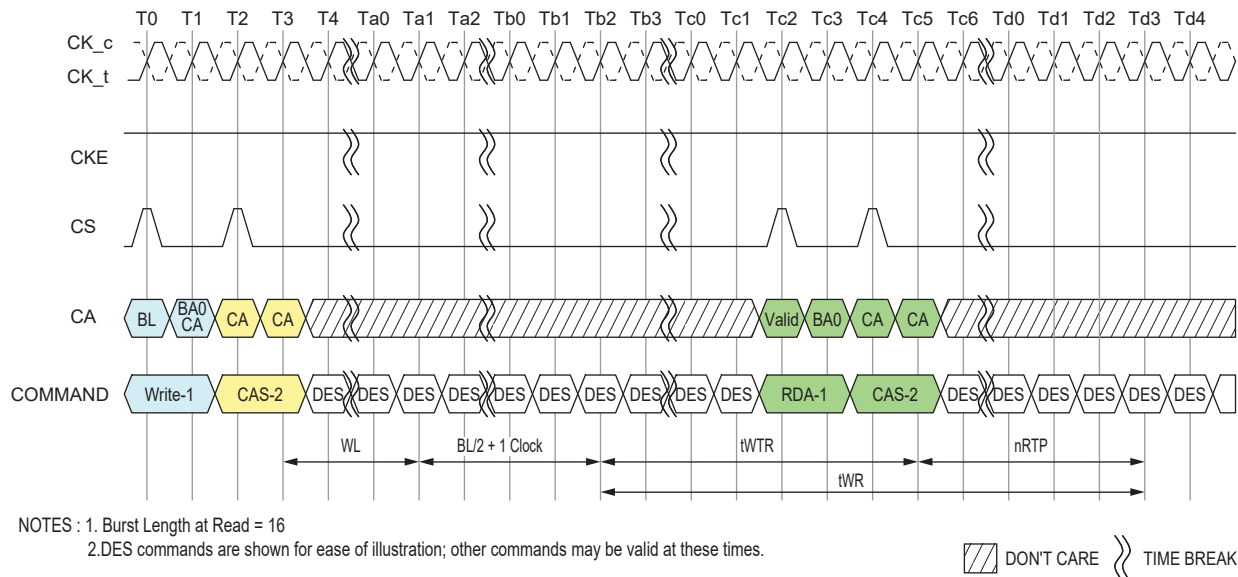 T0 T1 T2 T3 T4 Ta0 Ta1 Ta2 Tb0 Tb1 Tb2 Tb3 Tc0 Tc1 Tc2 Tc3 Tc4 Tc5 Tc6 Td0 Td1 Td2 Td3 Td4
CK_c
CK_t
CKE
CS
CA BL BA0 CA CA CA Valid BA0 CA CA
COMMAND Write-1 CAS-2 DES DES DES DES DES DES DES DES DES DES RDA-1 CAS-2 DES DES DES DES DES DES
WL BL/2 + 1 Clock tWTR nRTP
tWR
NOTES : 1. Burst Length at Read = 16
2.DES commands are shown for ease of illustration; other commands may be valid at these times.
DON'T CARE TIME BREAK